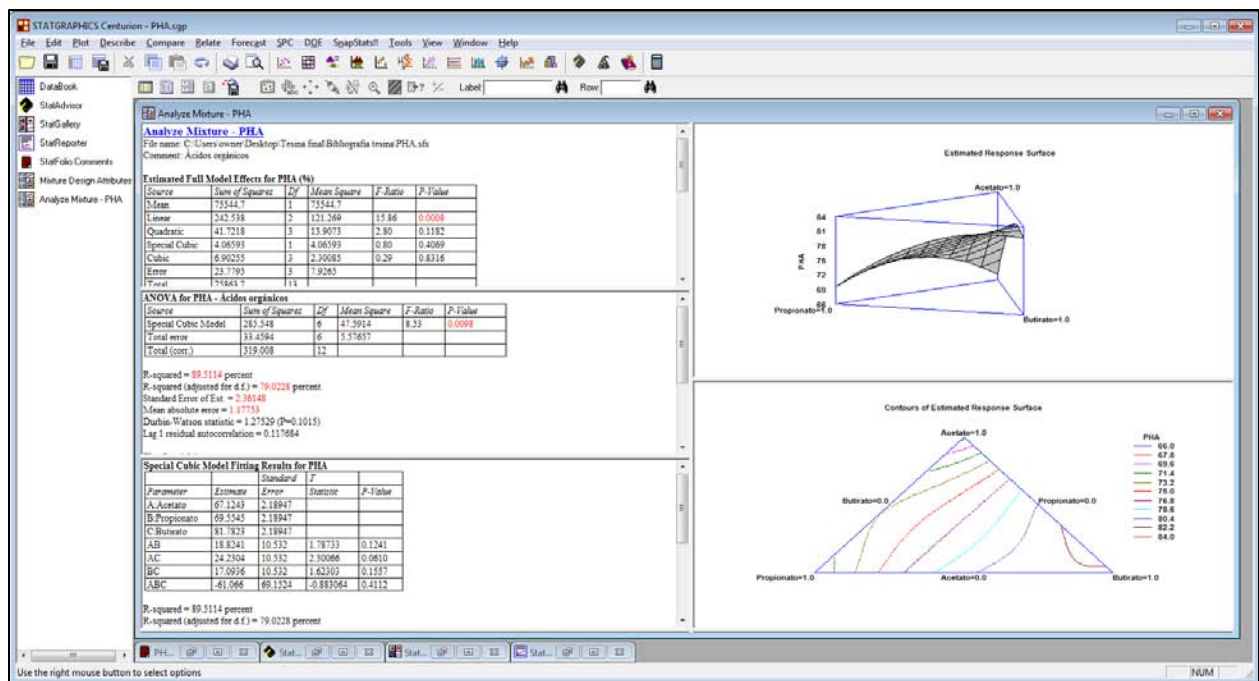 STATGRAPHICS Centurion - PHA.sgp
File Edit Plot Describe Compare Relate Forecast SPC DOE SnapStats!! Tools View Window Help
Label Row
DataBook
StatAdvisor
StatGallery
StatReporter
StatFolio Comments
Mixture Design Attributes
Analyze Mixture - PHA
Analyze Mixture - PHA
Analyze Mixture - PHA
File name: C:\Users\owner\Desktop\Tesina final\Bibliografia tesina\PHA.sfx
Comment: Ácidos orgánicos
Estimated Full Model Effects for PHA (%)
Source Sum of Squares Df Mean Square F-Ratio P-Value
Mean 75544,7 1 75544,7
Linear 242.538 2 121.269 15.86 0.0008
Quadratic 41.7218 3 13.9073 2.80 0.1182
Special Cubic 4.06593 1 4.06593 0.80 0.4069
Cubic 6.90255 3 2.30085 0.29 0.8316
Error 23.7795 3 7.9265
Total 75863.7 13
ANOVA for PHA - Ácidos orgánicos
Source Sum of Squares Df Mean Square F-Ratio P-Value
Special Cubic Model 285.548 6 47.5914 8.53 0.0098
Total error 33.4594 6 5.57657
Total (corr.) 319.008 12
R-squared = 89.5114 percent
R-squared (adjusted for d.f.) = 79.0228 percent
Standard Error of Est. = 2.36148
Mean absolute error = 1.17753
Durbin-Watson statistic = 1.27529 (P=0.1015)
Lag 1 residual autocorrelation = 0.117684
Special Cubic Model Fitting Results for PHA
Standard T
Parameter Estimate Error Statistic P-Value
A:Acetato 67.1243 2.18947
B:Propionato 69.5545 2.18947
C:Butirato 81.7823 2.18947
AB 18.8241 10.532 1.78733 0.1241
AC 24.2304 10.532 2.30066 0.0610
BC 17.0936 10.532 1.62303 0.1557
ABC -61.066 69.1524 -0.883064 0.4112
R-squared = 89.5114 percent
R-squared (adjusted for d.f.) = 79.0228 percent
Estimated Response Surface
Acetato=1.0
84
81
78
76
72
69
66
PHA
Propionato=1.0
Butirato=1.0
Contours of Estimated Response Surface
Acetato=1.0
Butirato=0.0
Propionato=0.0
Propionato=1.0
Acetato=0.0
Butirato=1.0
PHA
66.0
67.8
69.6
71.4
73.2
75.0
76.8
78.6
80.4
82.2
84.0
PH... Stat... Stat... Stat...
Use the right mouse button to select options
NUM